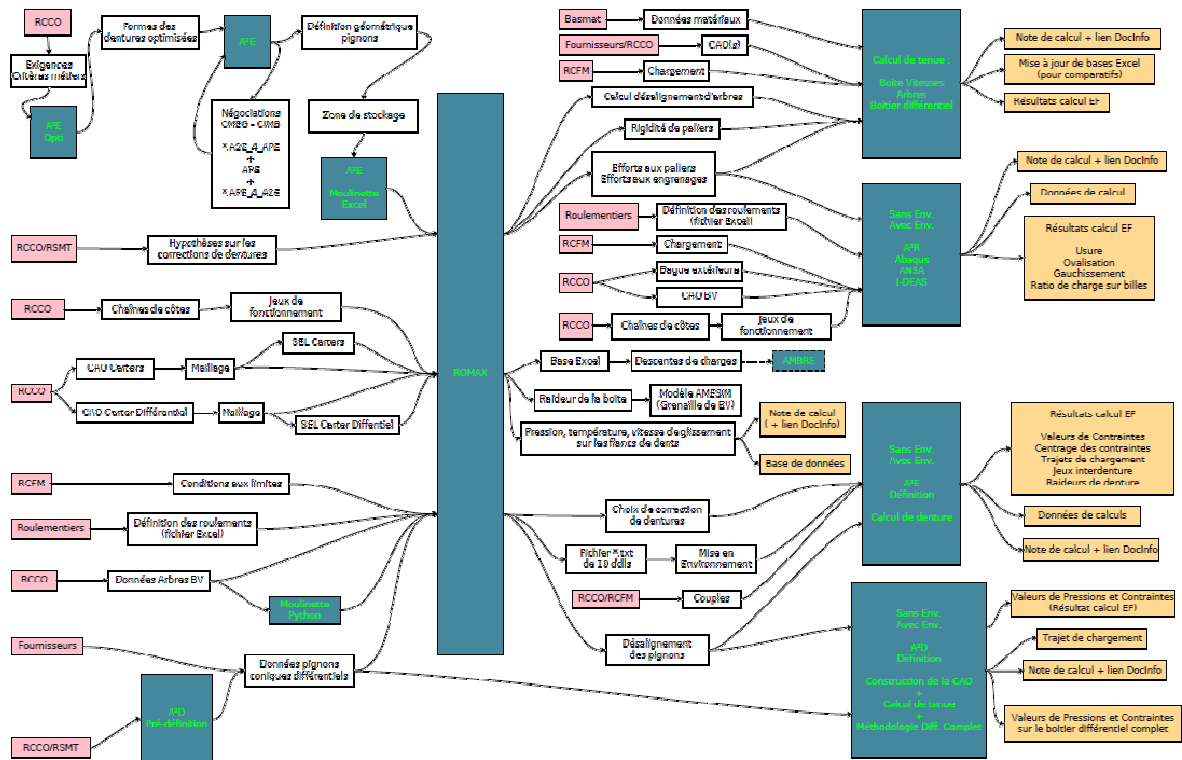 RCCO
Exigences
Critères métiers
A²E
Opti
Formes des
dentures optimisées
A²E
Définition géométrique
pignons
Négociations
Zone de stockage
A²E
Moulinette
Excel
RCCO/RSMT
Hypothèses sur les
corrections de dentures
RCCO
Chaînes de côtes
Jeux de
fonctionnement
RCCO
CAO Carters
Maillage
SEL Carters
CAO Carter Différentiel
Maillage
SEL Carter Diffentiel
RCFM
Conditions aux limites
Roulementiers
Définition des roulements
(fichier Excel)
RCCO
Données Arbres BV
Moulinette
Python
Fournisseurs
Données pignons
coniques différentiels
A²D
Pré-définition
RCCO/RSMT
ROMAX
Basmat
Données matériaux
Fournisseurs/RCCO
CAO(s)
RCFM
Chargement
Calcul désalignement d'arbres
Rigidité de paliers
Efforts aux paliers
Efforts aux engrenages
Roulementiers
Définition des roulements
(fichier Excel)
RCFM
Chargement
RCCO
Bague extérieure
CAO BV
RCCO
Chaînes de côtes
Jeux de
fonctionnement
Base Excel
Descentes de charges
AMBRE
Raideur de la boîte
Modèle AMESIM
(Grenaille de BV)
Pression, température, vitesse de glissement
sur les flancs de dents
Note de calcul
( + lien DocInfo)
Base de données
Choix de correction
de dentures
Fichier *.txt
de 10 ddls
Mise en
Environnement
RCCO/RCFM
Couples
Désalignement
des pignons
Calcul de tenue :
Boite Vitesses
Arbres
Boitier différentiel
Note de calcul + lien DocInfo
Mise à jour de bases Excel
(pour comparatifs)
Résultats calcul EF
Sans Env.
Avec Env.
A²R
Abaqus
ANSA
I-DEAS
Note de calcul + lien DocInfo
Données de calcul
Résultats calcul EF
Usure
Ovalisation
Gauchissement
Ratio de charge sur billes
Sans Env.
Avec Env.
A²E
Définition
Calcul de denture
Résultats calcul EF
Valeurs de Contraintes
Centrage des contraintes
Trajets de chargement
Jeux interdenture
Raideurs de denture
Données de calculs
Note de calcul + lien DocInfo
Sans Env.
Avec Env.
A²D
Définition
Construction de la CAO
+
Calcul de tenue
+
Méthodologie Diff. Complet
Valeurs de Pressions et Contraintes
(Résultat calcul EF)
Trajet de chargement
Note de calcul + lien DocInfo
Valeurs de Pressions et Contraintes
sur le boîtier différentiel complet